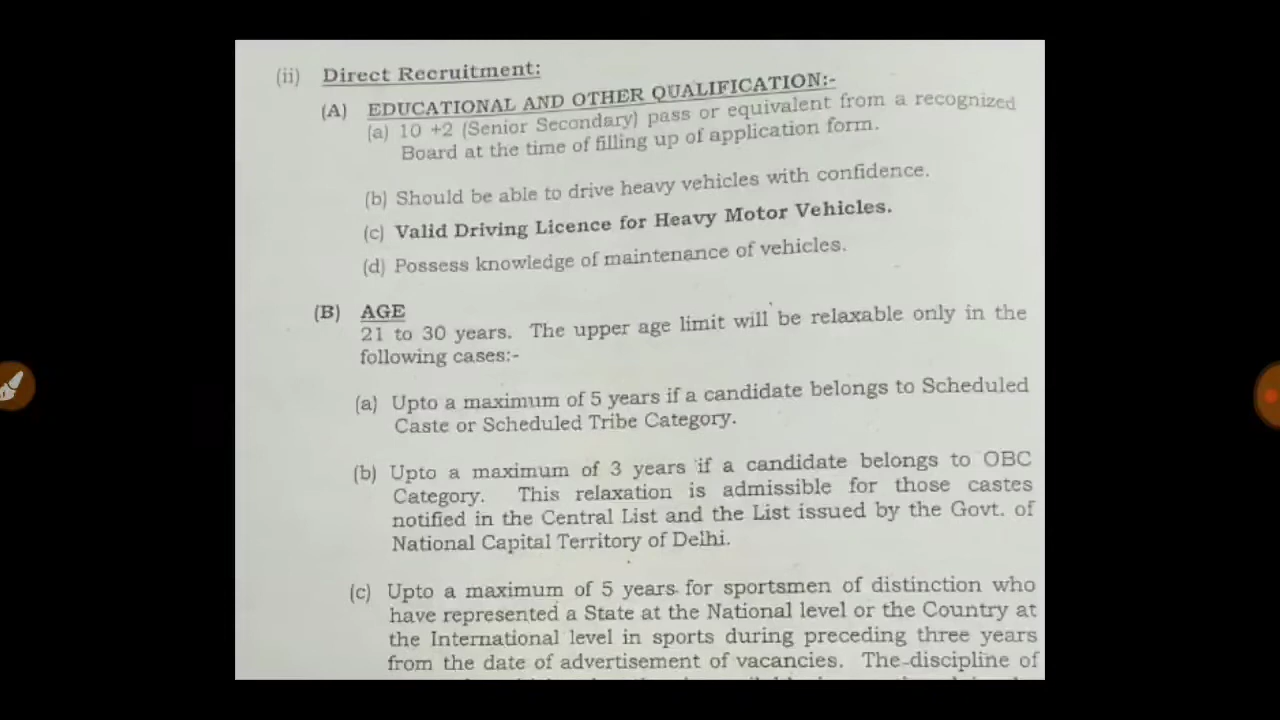 (ii) Direct Recruitment:
(A) EDUCATIONAL AND OTHER QUALIFICATION:-
(a) 10 +2 (Senior Secondary) pass or equivalent from a recognized
Board at the time of filling up of application form.
(b) Should be able to drive heavy vehicles with confidence.
(c) Valid Driving Licence for Heavy Motor Vehicles.
(d) Possess knowledge of maintenance of vehicles.
(B) AGE
21 to 30 years. The upper age limit will be relaxable only in the
following cases:-
(a) Upto a maximum of 5 years if a candidate belongs to Scheduled
Caste or Scheduled Tribe Category.
(b) Upto a maximum of 3 years if a candidate belongs to OBC
Category. This relaxation is admissible for those castes
notified in the Central List and the List issued by the Govt. of
National Capital Territory of Delhi.
(c) Upto a maximum of 5 years for sportsmen of distinction who
have represented a State at the National level or the Country at
the International level in sports during preceding three years
from the date of advertisement of vacancies. The discipline of